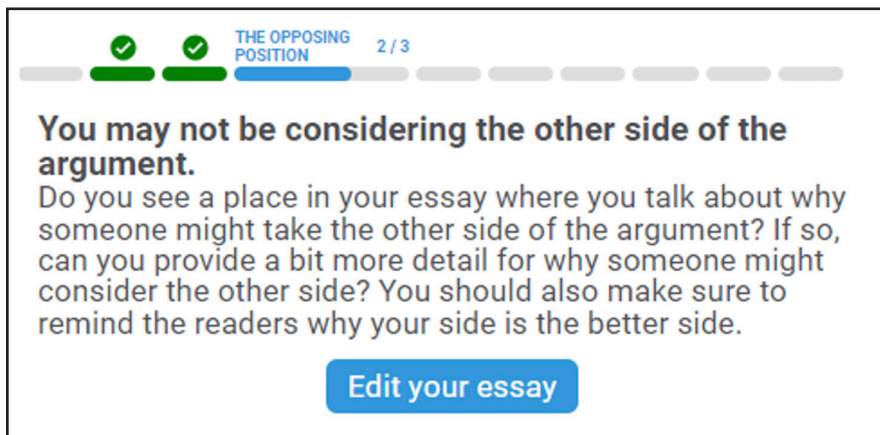 THE OPPOSING
POSITION
2 / 3
You may not be considering the other side of the
argument.
Do you see a place in your essay where you talk about why
someone might take the other side of the argument? If so,
can you provide a bit more detail for why someone might
consider the other side? You should also make sure to
remind the readers why your side is the better side.
Edit your essay